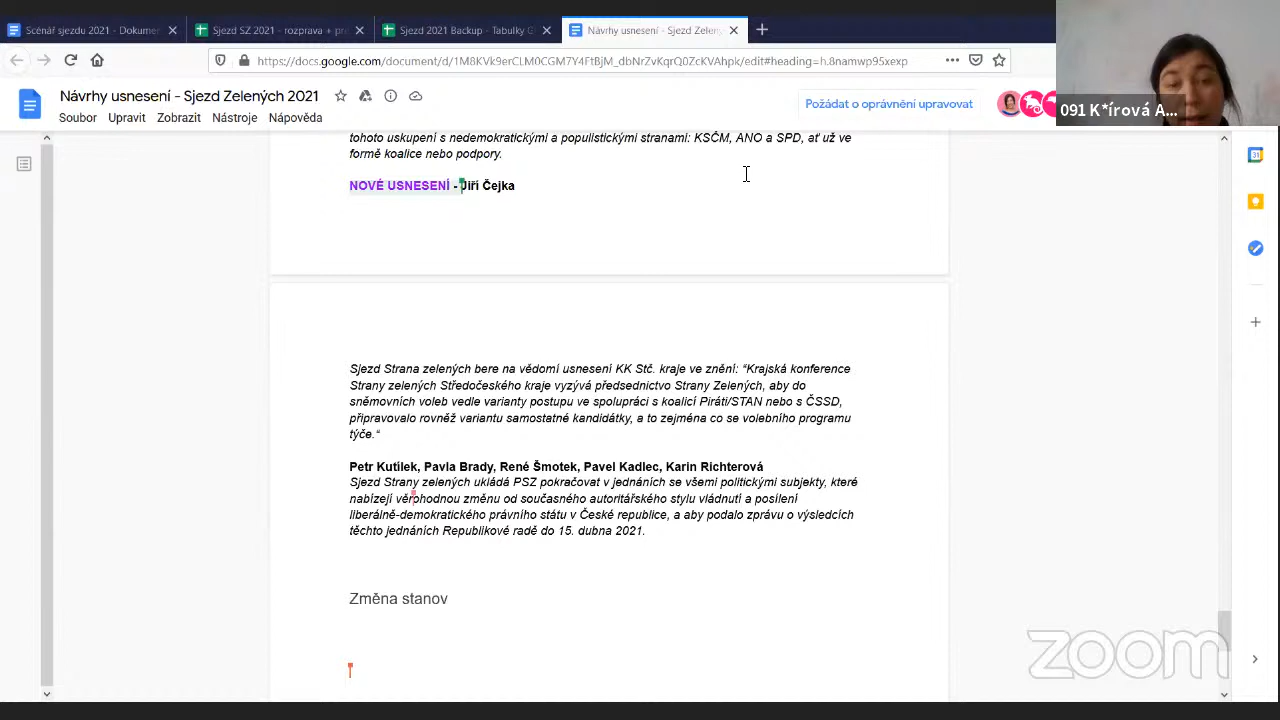 Scénář sjezdu 2021 - Dokumen
Sjezd SZ 2021 - rozprava + pre
Sjezd 2021 Backup - Tabulky G
Návrhy usnesení - Sjezd Zelený
https://docs.google.com/document/d/1M8KVk9erCLM0CGM7Y4FtBjM_dbNrZvKqrQ0ZcKVAhpk/edit#heading=h.8namwp95xexp
Návrhy usnesení - Sjezd Zelených 2021
Požádat o oprávnění upravovat
091 K*írová A...
Soubor Upravit Zobrazit Nástroje Nápověda
tohoto uskupení s nedemokratickými a populistickými stranami: KSČM, ANO a SPD, ať už ve
formě koalice nebo podpory.
31
NOVÉ USNESENÍ - Jiří Čejka
Sjezd Strana zelených bere na vědomí usnesení KK Stč. kraje ve znění: “Krajská konference
Strany zelených Středočeského kraje vyzývá předsednictvo Strany Zelených, aby do
sněmovních voleb vedle varianty postupu ve spolupráci s koalicí Piráti/STAN nebo s ČSSD,
připravovalo rovněž variantu samostatné kandidátky, a to zejména co se volebního programu
týče.“
Petr Kutílek, Pavla Brady, René Šmotek, Pavel Kadlec, Karin Richterová
Sjezd Strany zelených ukládá PSZ pokračovat v jednáních se všemi politickými subjekty, které
nabízejí věrohodnou změnu od současného autoritářského stylu vládnutí a posílení
liberálně-demokratického právního státu v České republice, a aby podalo zprávu o výsledcích
těchto jednáních Republikové radě do 15. dubna 2021.
Změna stanov
zoom